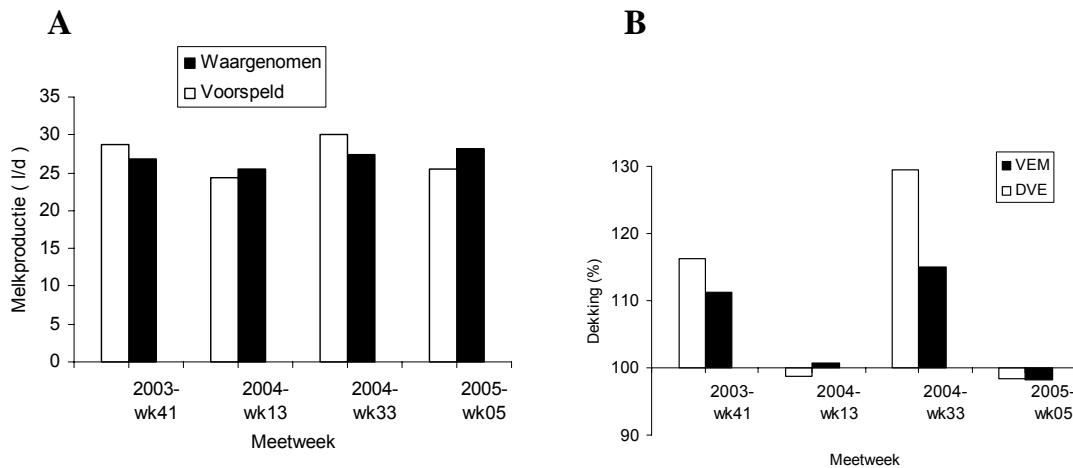 A
Waargenomen
Voorspeld
Melkproductie ( l/d )
35
30
25
20
15
10
5
0
2003-
wk41
2004-
wk13
2004-
wk33
2005-
wk05
Meetweek
B
VEM
DVE
Dekking (%)
130
120
110
100
90
2003-
wk41
2004-
wk13
2004-
wk33
2005-
wk05
Meetweek